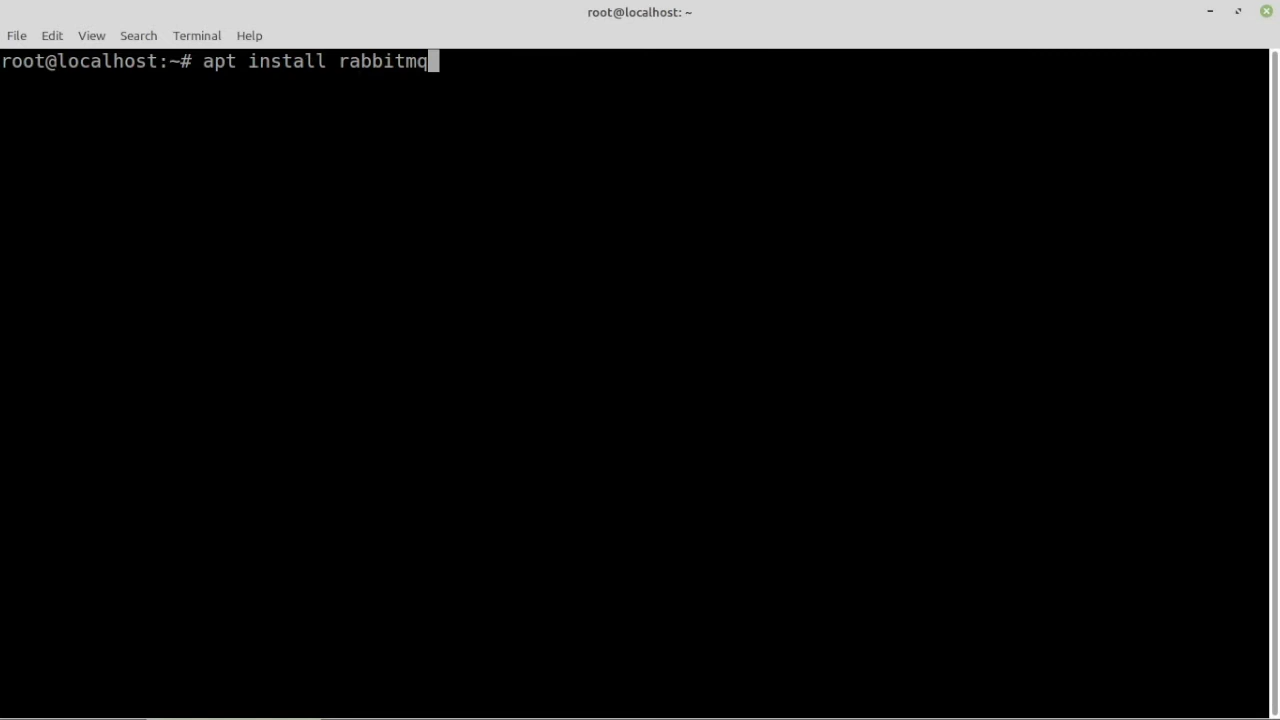 root@localhost: ~
File Edit View Search Terminal Help
root@localhost:~# apt install rabbitmq